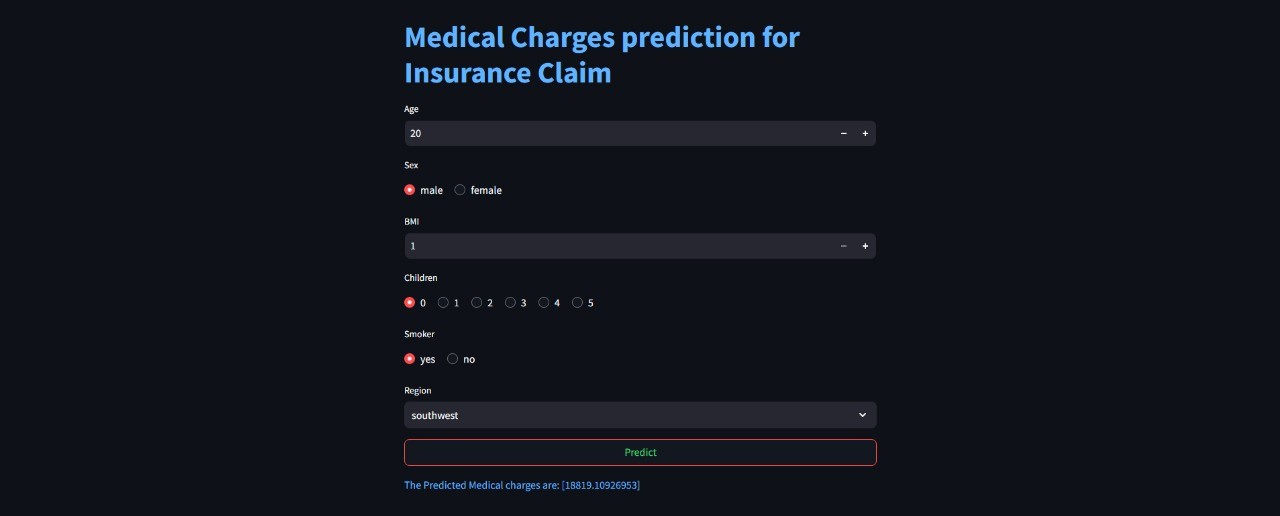 Medical Charges prediction for
Insurance Claim
Age
20 − +
Sex
male female
BMI
1 − +
Children
0 1 2 3 4 5
Smoker
yes no
Region
southwest
Predict
The Predicted Medical charges are: [18819.10926953]